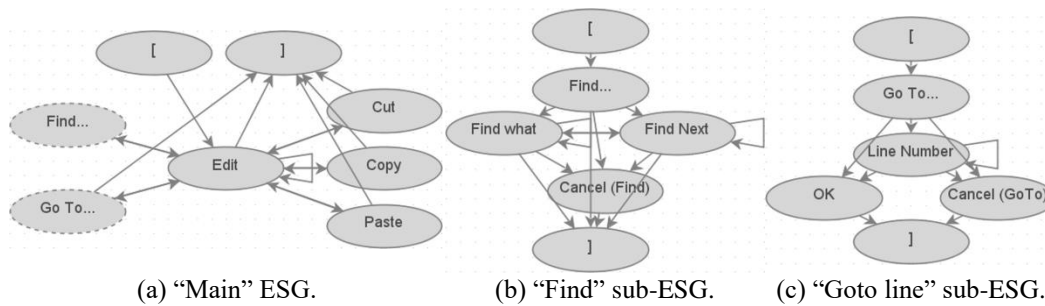 [
]
Find...
Cut
Edit
Copy
Go To...
Paste
(a) “Main” ESG.
[
Find...
Find what
Find Next
Cancel (Find)
]
(b) “Find” sub-ESG.
[
Go To...
Line Number
OK
Cancel (GoTo)
]
(c) “Goto line” sub-ESG.